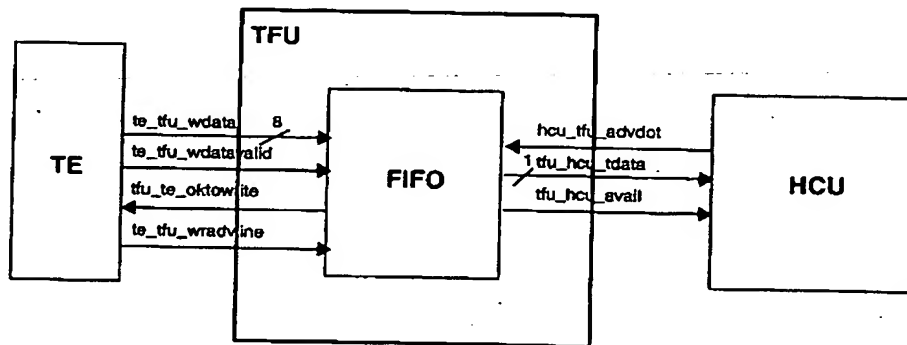 TFU
te_tfu_wdata
8
te_tfu_wdatavalid
tfu_te_oktowrite
te_tfu_wradvline
TE
FIFO
hcu_tfu_advdot
1
tfu_hcu_tdata
tfu_hcu_avail
HCU